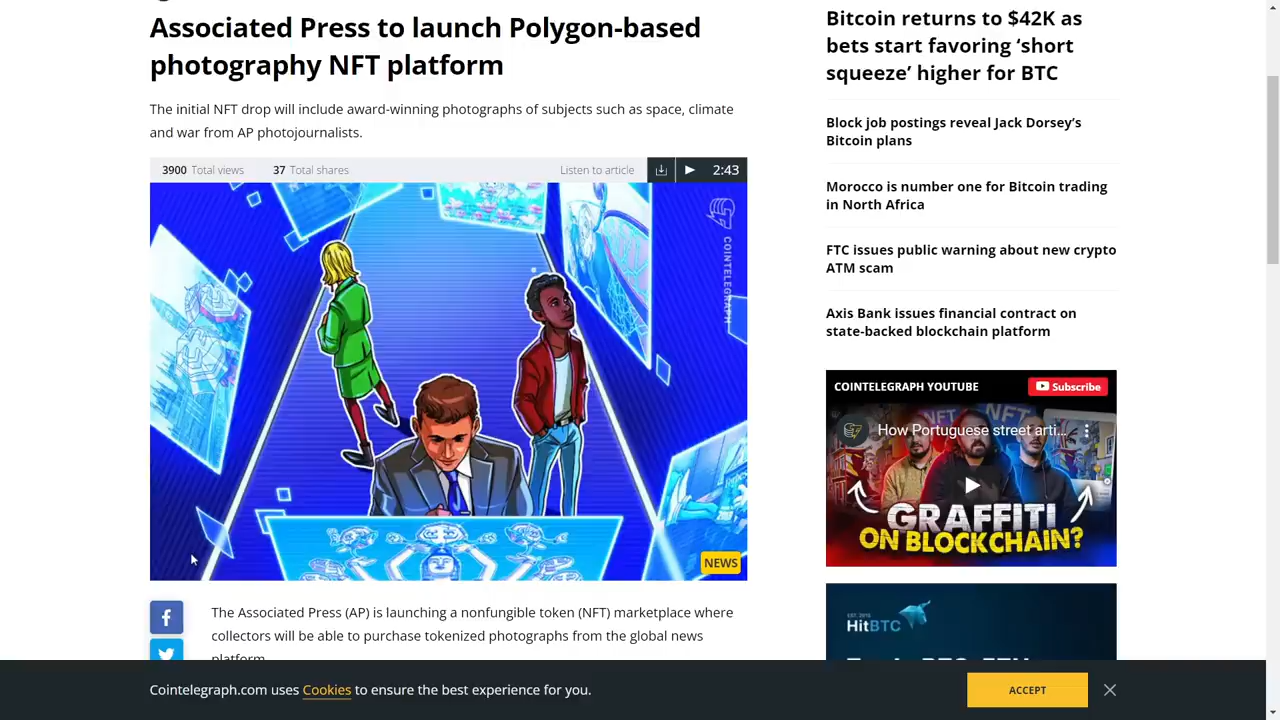 Associated Press to launch Polygon-based
photography NFT platform
The initial NFT drop will include award-winning photographs of subjects such as space, climate
and war from AP photojournalists.
3900 Total views 37 Total shares Listen to article 2:43
COINTELEGRAPH
NEWS
The Associated Press (AP) is launching a nonfungible token (NFT) marketplace where
collectors will be able to purchase tokenized photographs from the global news
platform.
Bitcoin returns to $42K as
bets start favoring ‘short
squeeze’ higher for BTC
Block job postings reveal Jack Dorsey’s
Bitcoin plans
Morocco is number one for Bitcoin trading
in North Africa
FTC issues public warning about new crypto
ATM scam
Axis Bank issues financial contract on
state-backed blockchain platform
COINTELEGRAPH YOUTUBE Subscribe
How Portuguese street arti...
NFT NFT
GRAFFITI
ON BLOCKCHAIN?
HitBTC
Cointelegraph.com uses Cookies to ensure the best experience for you.
ACCEPT